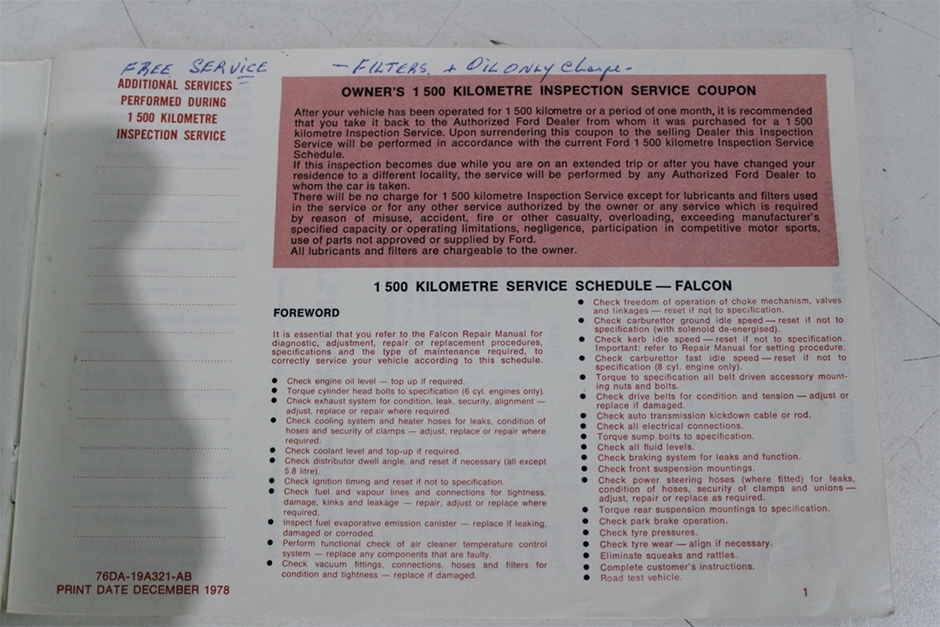 FREE SERVICE - FILTERS + OIL ONLY Charge -
ADDITIONAL SERVICES
PERFORMED DURING
1 500 KILOMETRE
INSPECTION SERVICE
76DA-19A321-AB
PRINT DATE DECEMBER 1978
OWNER'S 1 500 KILOMETRE INSPECTION SERVICE COUPON
After your vehicle has been operated for 1 500 kilometre or a period of one month, it is recommended
that you take it back to the Authorized Ford Dealer from whom it was purchased for a 1 500
kilometre Inspection Service. Upon surrendering this coupon to the selling Dealer this Inspection
Service will be performed in accordance with the current Ford 1 500 kilometre Inspection Service
Schedule.
If this inspection becomes due while you are on an extended trip or after you have changed your
residence to a different locality, the service will be performed by any Authorized Ford Dealer to
whom the car is taken.
There will be no charge for 1 500 kilometre Inspection Service except for lubricants and filters used
in the service or for any other service authorized by the owner or any service which is required
by reason of misuse, accident, fire or other casualty, overloading, exceeding manufacturer's
specified capacity or operating limitations, negligence, participation in competitive motor sports,
use of parts not approved or supplied by Ford.
All lubricants and filters are chargeable to the owner.
1 500 KILOMETRE SERVICE SCHEDULE — FALCON
FOREWORD
It is essential that you refer to the Falcon Repair Manual for
diagnostic, adjustment, repair or replacement procedures,
specifications and the type of maintenance required, to
correctly service your vehicle according to this schedule.
● Check engine oil level — top up if required.
● Torque cylinder head bolts to specification (6 cyl. engines only).
● Check exhaust system for condition, leak, security, alignment —
adjust, replace or repair where required.
● Check cooling system and heater hoses for leaks, condition of
hoses and security of clamps — adjust, replace or repair where
required.
● Check coolant level and top-up if required.
● Check distributor dwell angle, and reset if necessary (all except
5.8 litre).
● Check ignition timing and reset if not to specification.
● Check fuel and vapour lines and connections for tightness,
damage, kinks and leakage — repair, adjust or replace where
required.
● Inspect fuel evaporative emission canister — replace if leaking,
damaged or corroded.
● Perform functional check of air cleaner temperature control
system — replace any components that are faulty.
● Check vacuum fittings, connections, hoses and filters for
condition and tightness — replace if damaged.
● Check freedom of operation of choke mechanism, valves
and linkages — reset if not to specification.
● Check carburettor ground idle speed — reset if not to
specification (with solenoid de-energised).
● Check kerb idle speed — reset if not to specification.
Important: refer to Repair Manual for setting procedure.
● Check carburettor fast idle speed — reset if not to
specification (8 cyl. engine only).
● Torque to specification all belt driven accessory mount-
ing nuts and bolts.
● Check drive belts for condition and tension — adjust or
replace if damaged.
● Check auto transmission kickdown cable or rod.
● Check all electrical connections.
● Torque sump bolts to specification.
● Check all fluid levels.
● Check braking system for leaks and function.
● Check front suspension mountings.
● Check power steering hoses (where fitted) for leaks,
condition of hoses, security of clamps and unions —
adjust, repair or replace as required.
● Torque rear suspension mountings to specification.
● Check park brake operation.
● Check tyre pressures.
● Check tyre wear — align if necessary.
● Eliminate squeaks and rattles.
● Complete customer's instructions.
● Road test vehicle.
1